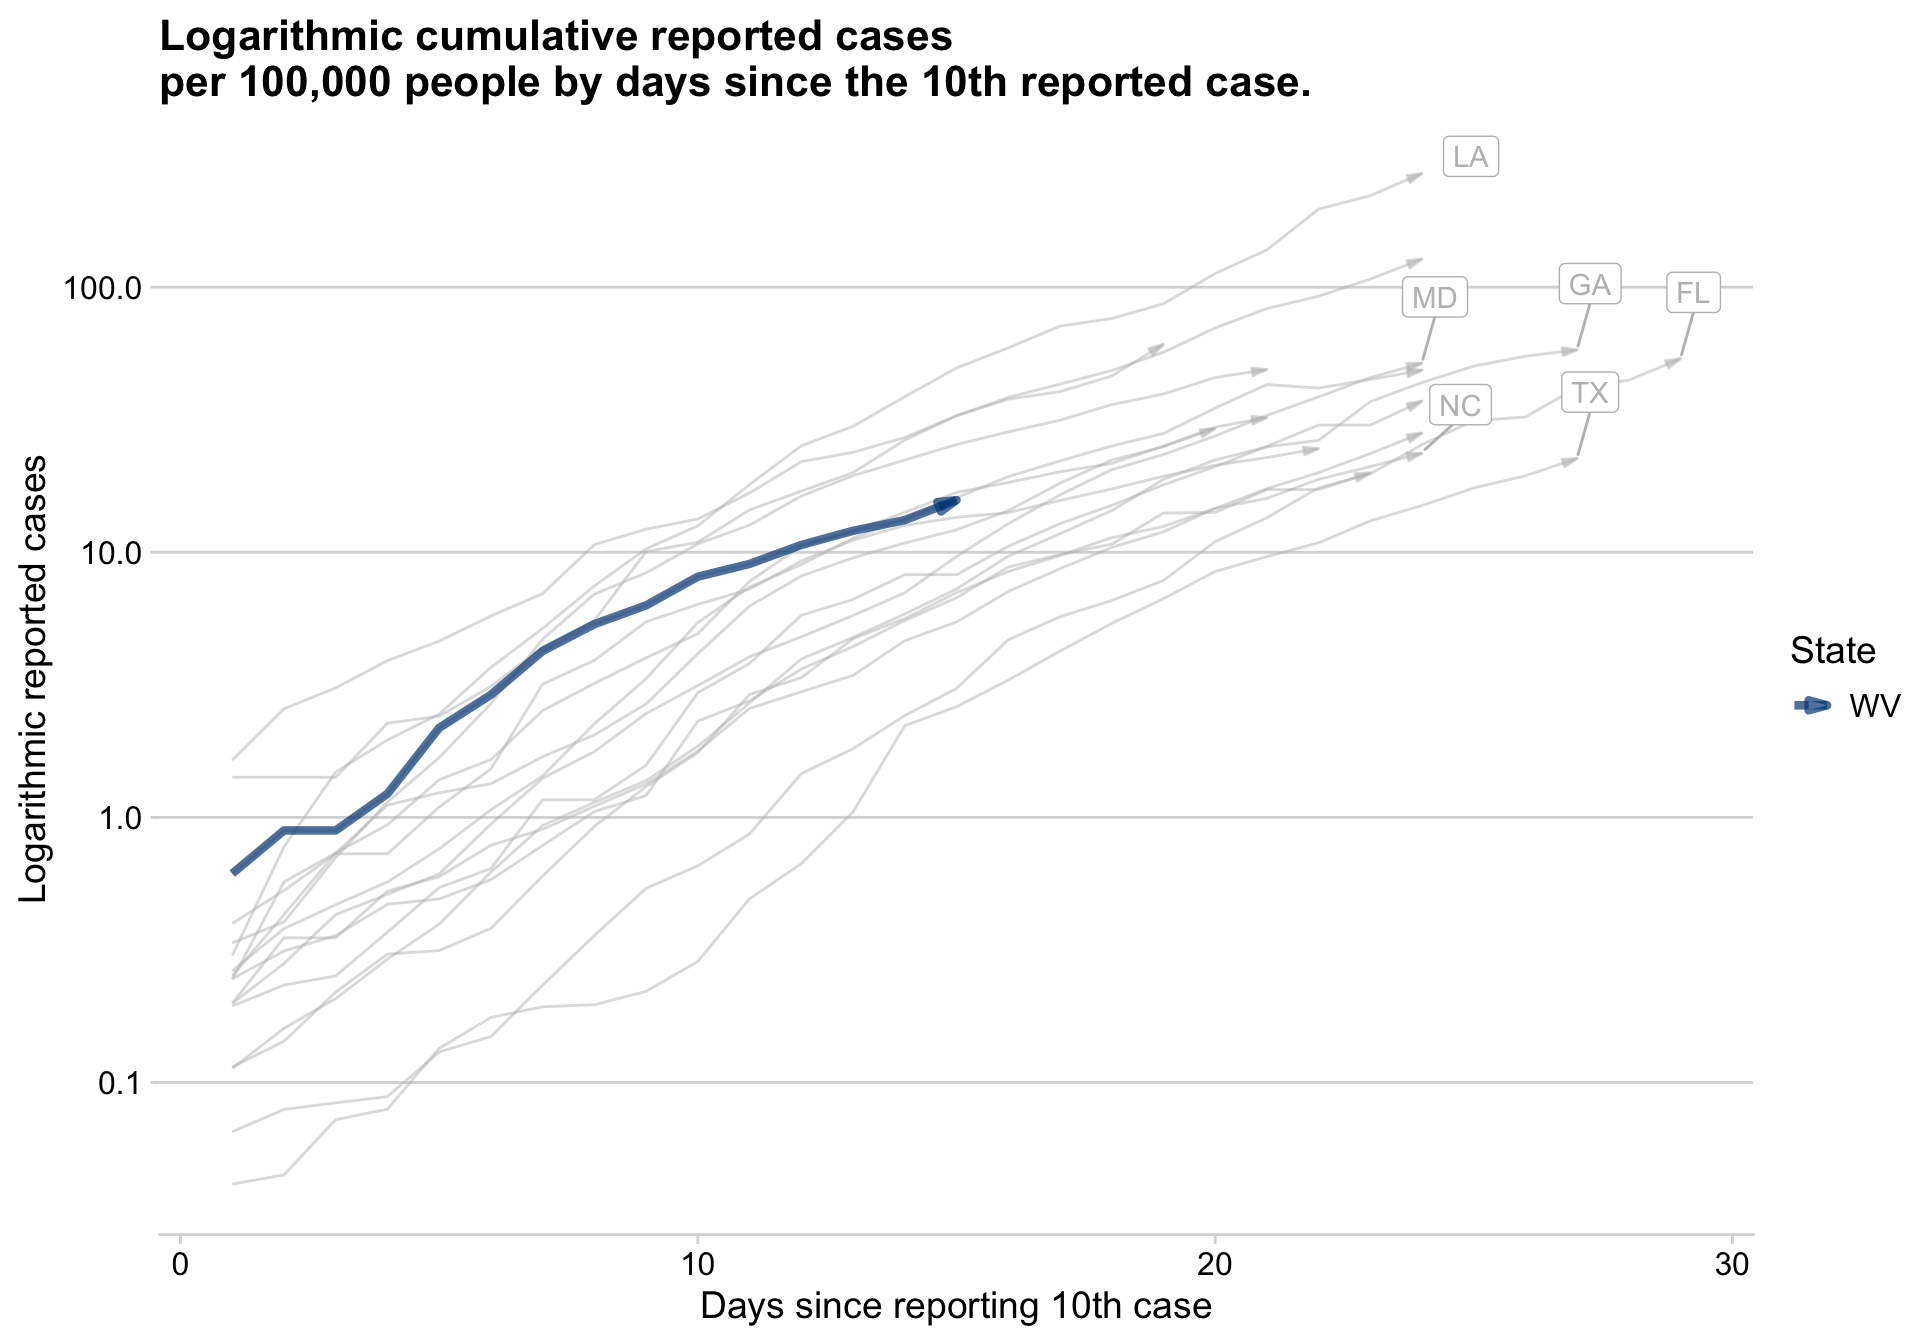 Logarithmic cumulative reported cases
per 100,000 people by days since the 10th reported case.
LA
100.0
MD
GA
FL
NC
TX
10.0
1.0
0.1
Logarithmic reported cases
State
WV
0
10
20
30
Days since reporting 10th case